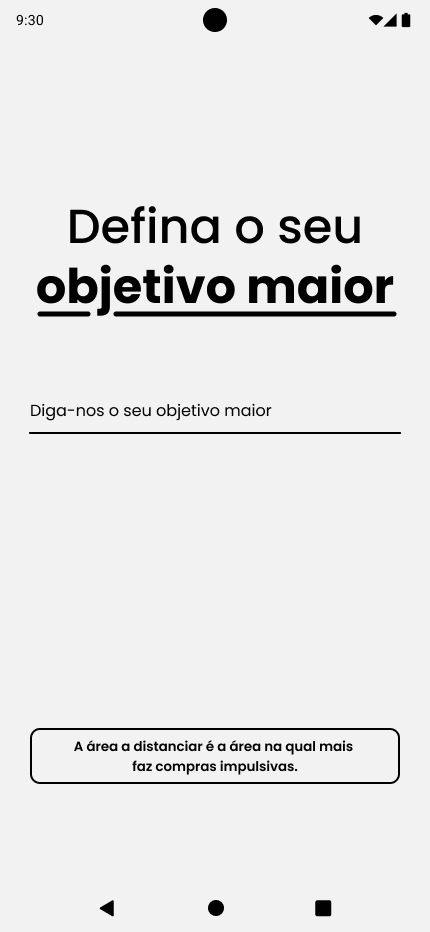 9:30
Defina o seu
objetivo maior
Diga-nos o seu objetivo maior
A área a distanciar é a área na qual mais
faz compras impulsivas.